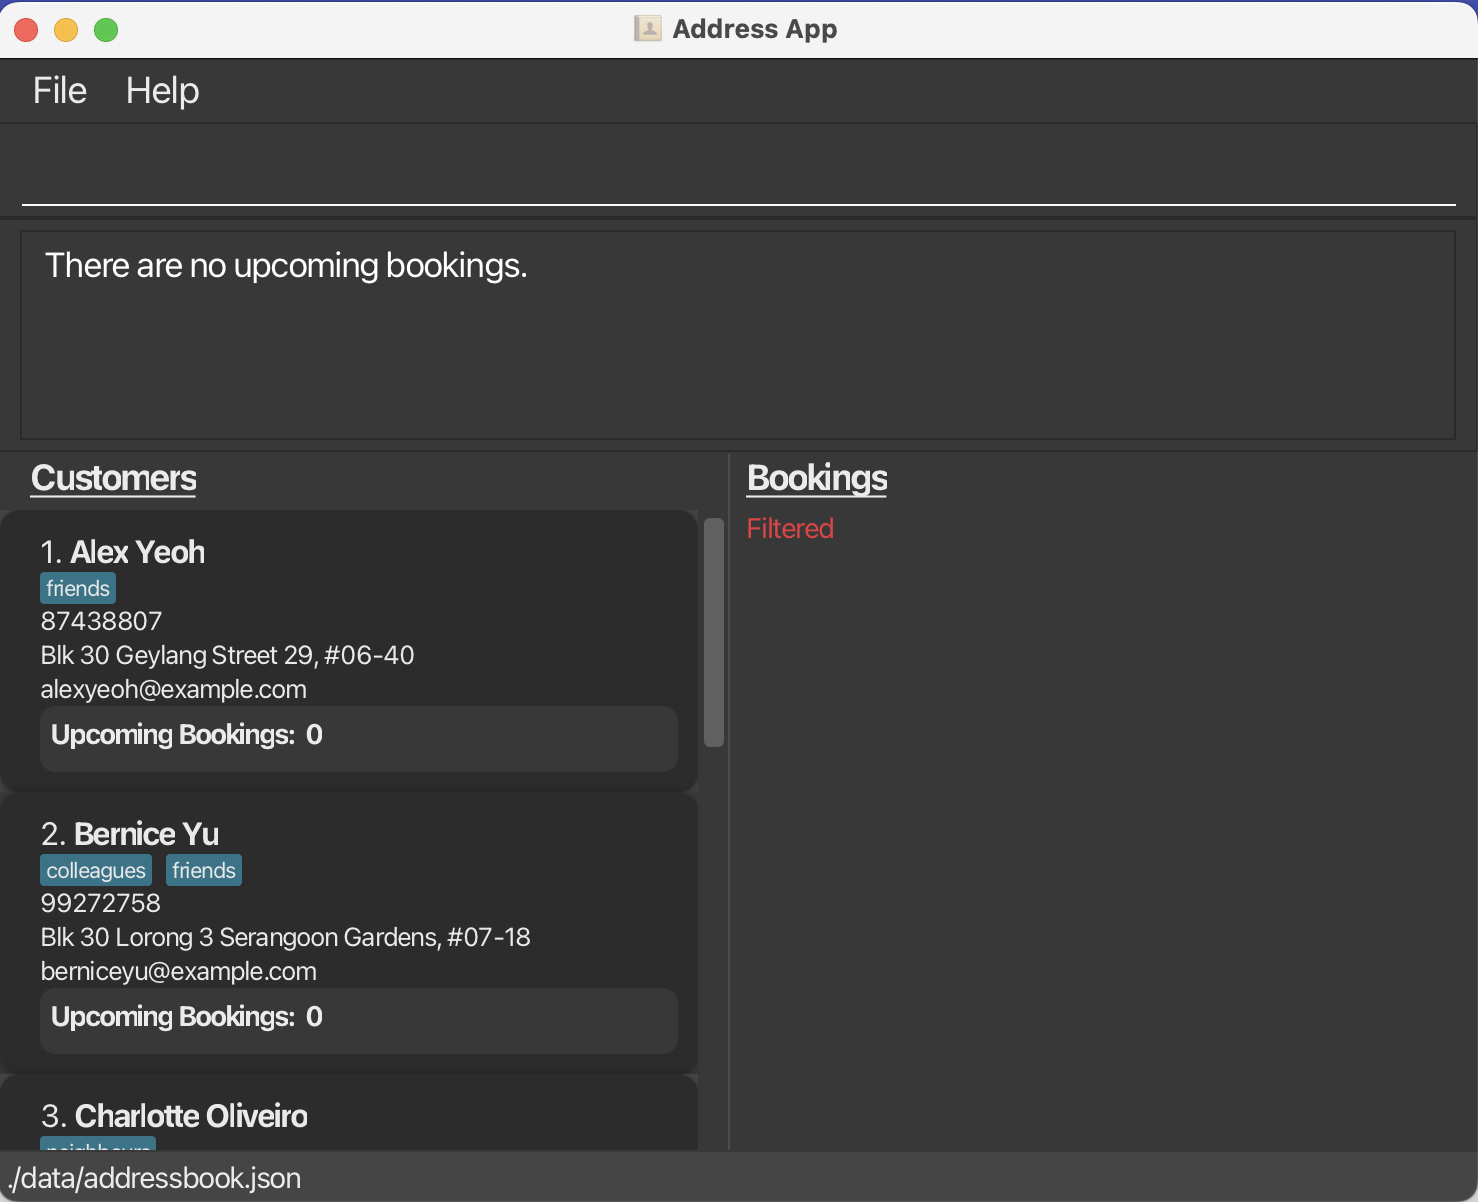 Address App
File Help
There are no upcoming bookings.
Customers
1. Alex Yeoh
friends
87438807
Blk 30 Geylang Street 29, #06-40
alexyeoh@example.com
Upcoming Bookings: 0
2. Bernice Yu
colleagues friends
99272758
Blk 30 Lorong 3 Serangoon Gardens, #07-18
berniceyu@example.com
Upcoming Bookings: 0
3. Charlotte Oliveiro
Bookings
Filtered
./data/addressbook.json